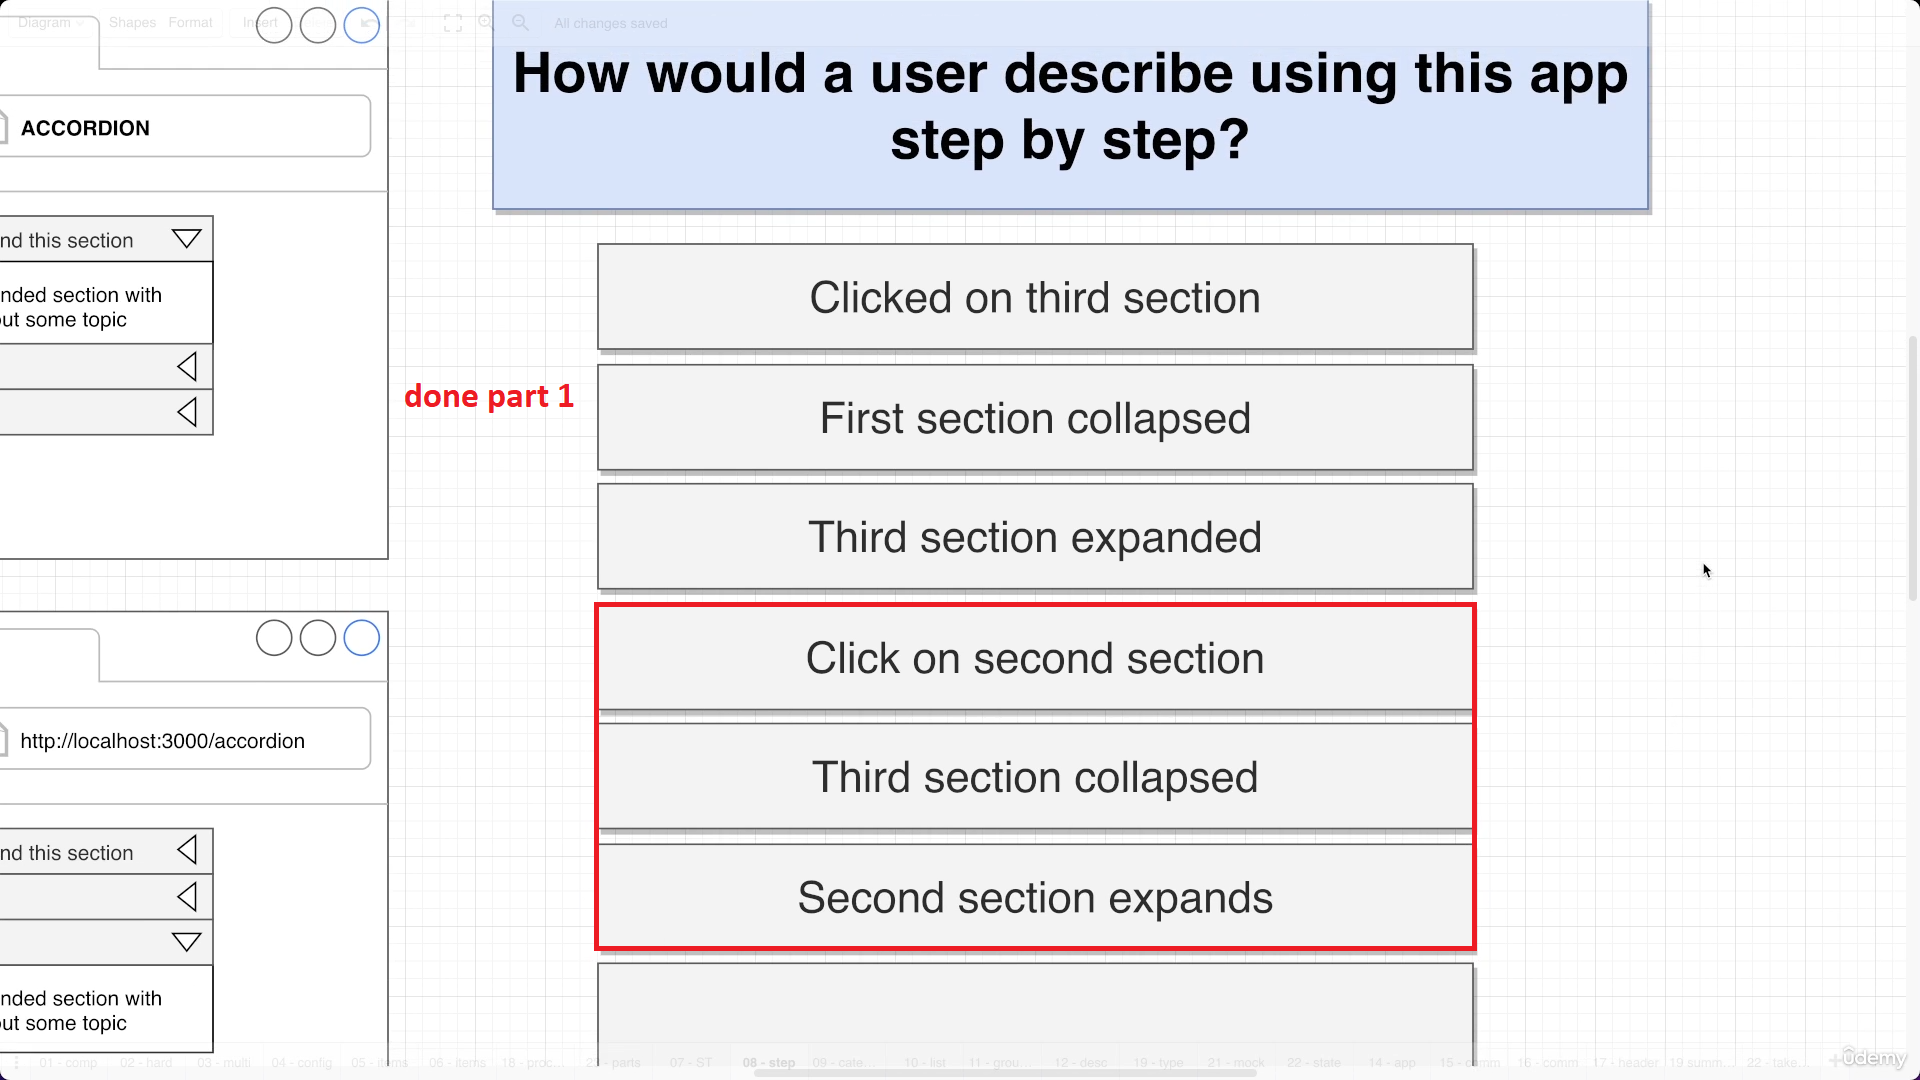 Diagram
Shapes
Format
Insert
All changes saved
How would a user describe using this app
step by step?
ACCORDION
nd this section
nded section with
out some topic
done part 1
Clicked on third section
First section collapsed
Third section expanded
Click on second section
Third section collapsed
Second section expands
http://localhost:3000/accordion
nd this section
nded section with
out some topic
01 - comp
02 - hard
03 - multi
04 - config
05 - items
06 - items
18 - proc...
- parts
07 - ST
08 - step
09 - cate...
10 - list
11 - grou...
12 - desc
19 - type
21 - mock
22 - state
14 - app
15 - comm
16 - comm
17 - header
19 summ...
22 - take...
ûdemy